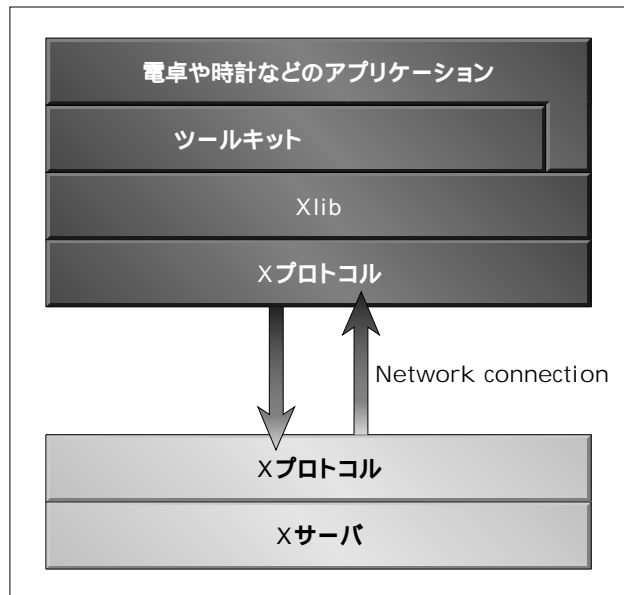 電卓や時計などのアプリケーション
ツールキット
Xlib
Xプロトコル
Network connection
Xプロトコル
Xサーバ